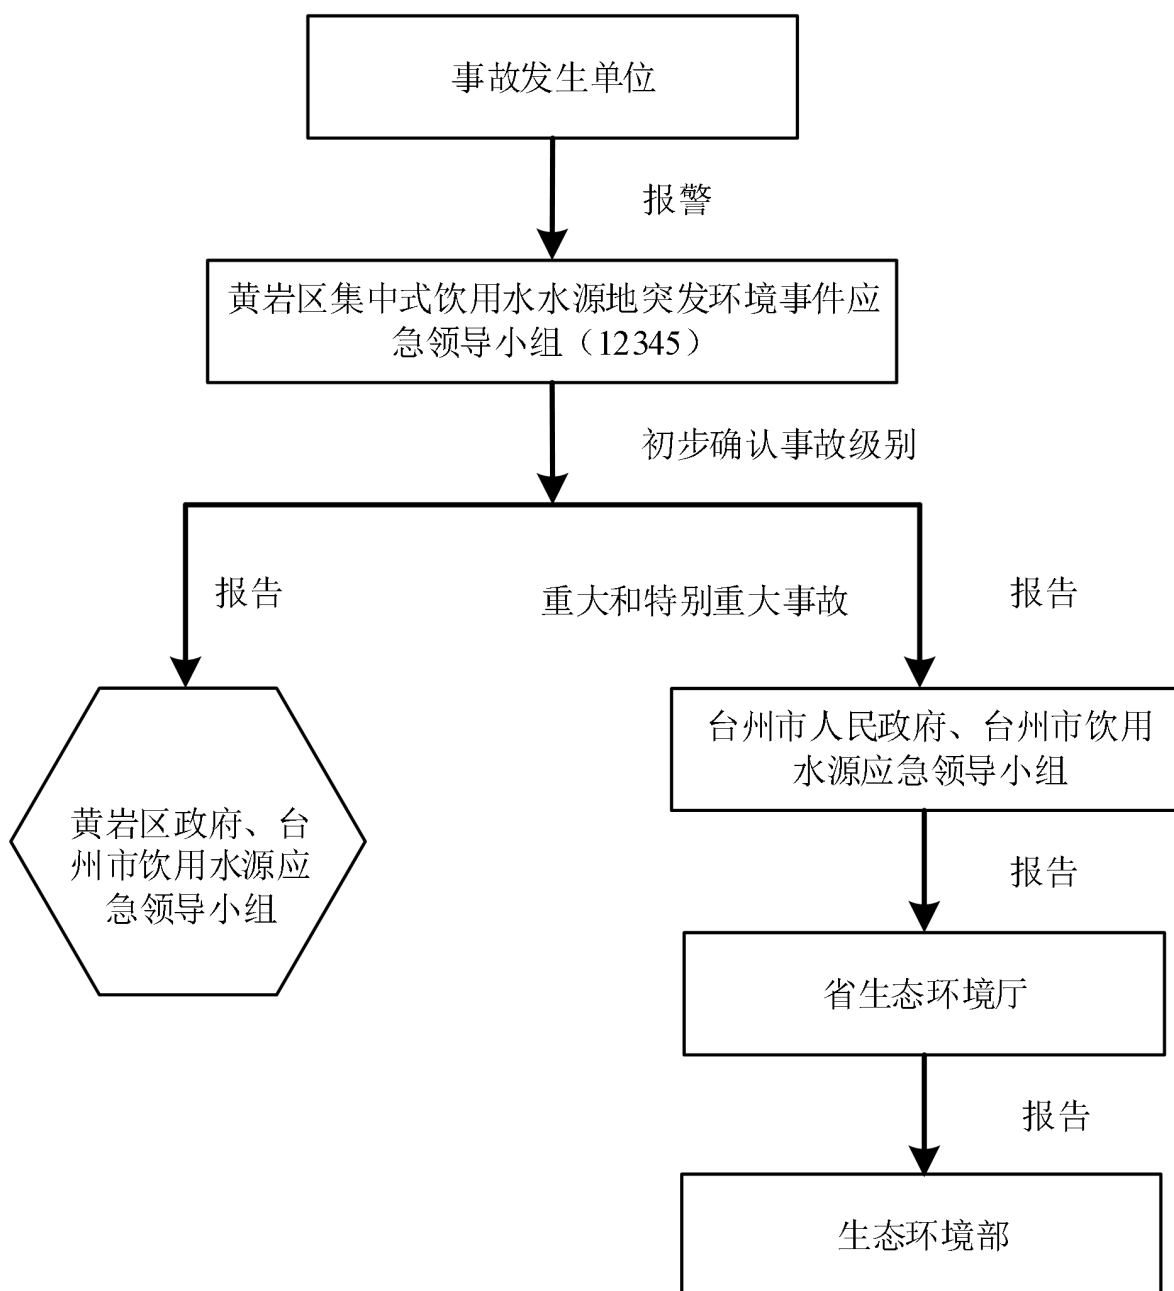 事故发生单位
报警
黄岩区集中式饮用水水源地突发环境事件应
急领导小组（12345）
初步确认事故级别
报告
重大和特别重大事故
报告
黄岩区政府、台
州市饮用水源应
急领导小组
台州市人民政府、台州市饮用
水源应急领导小组
报告
省生态环境厅
报告
生态环境部